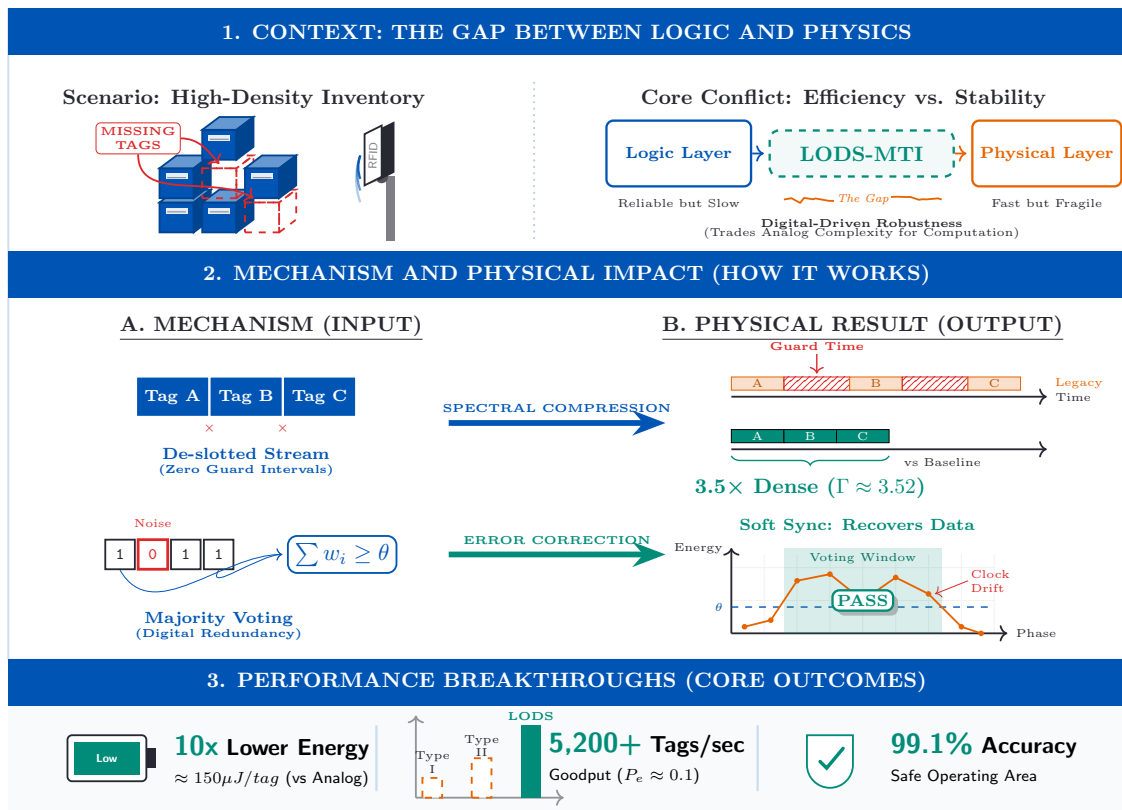 1. CONTEXT: THE GAP BETWEEN LOGIC AND PHYSICS
Scenario: High-Density Inventory
MISSING
TAGS
RFID
Core Conflict: Efficiency vs. Stability
Logic Layer
LODS-MTI
Physical Layer
Reliable but Slow
The Gap
Fast but Fragile
Digital-Driven Robustness
(Trades Analog Complexity for Computation)
2. MECHANISM AND PHYSICAL IMPACT (HOW IT WORKS)
A. MECHANISM (INPUT)
Tag A Tag B Tag C
× ×
De-slotted Stream
(Zero Guard Intervals)
SPECTRAL COMPRESSION
Noise
1 0 1 1
∑ w_i ≥ θ
Majority Voting
(Digital Redundancy)
ERROR CORRECTION
B. PHYSICAL RESULT (OUTPUT)
Guard Time
A B C
Legacy
Time
A B C
vs Baseline
3.5× Dense (Γ ≈ 3.52)
Soft Sync: Recovers Data
Energy
Voting Window
Clock
Drift
PASS
θ
Phase
3. PERFORMANCE BREAKTHROUGHS (CORE OUTCOMES)
Low
10x Lower Energy
≈ 150μJ/tag (vs Analog)
Type
I
Type
II
LODS
5,200+ Tags/sec
Goodput (P_e ≈ 0.1)
99.1% Accuracy
Safe Operating Area